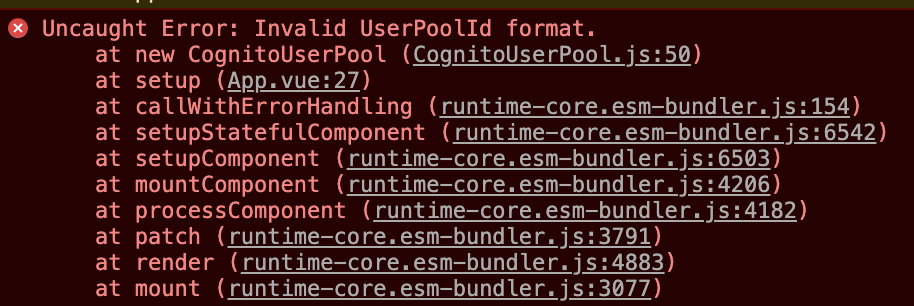 Uncaught Error: Invalid UserPoolId format.
at new CognitoUserPool (CognitoUserPool.js:50)
at setup (App.vue:27)
at callWithErrorHandling (runtime-core.esm-bundler.js:154)
at setupStatefulComponent (runtime-core.esm-bundler.js:6542)
at setupComponent (runtime-core.esm-bundler.js:6503)
at mountComponent (runtime-core.esm-bundler.js:4206)
at processComponent (runtime-core.esm-bundler.js:4182)
at patch (runtime-core.esm-bundler.js:3791)
at render (runtime-core.esm-bundler.js:4883)
at mount (runtime-core.esm-bundler.js:3077)